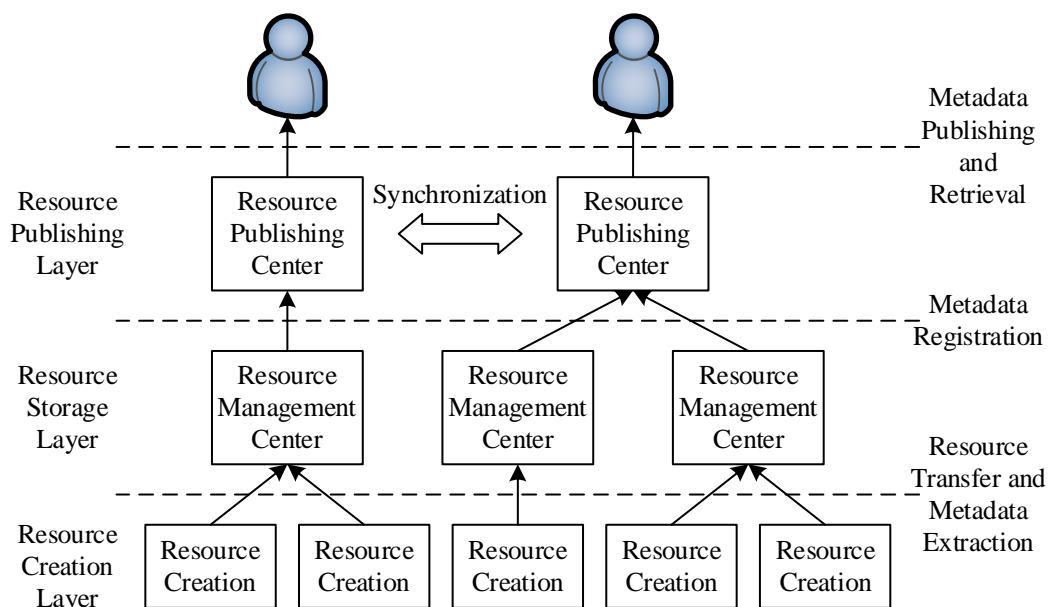 Metadata
Publishing
and
Retrieval
Resource
Publishing
Layer
Resource
Publishing
Center
Synchronization
Resource
Publishing
Center
Metadata
Registration
Resource
Storage
Layer
Resource
Management
Center
Resource
Management
Center
Resource
Management
Center
Resource
Transfer and
Metadata
Extraction
Resource
Creation
Layer
Resource
Creation
Resource
Creation
Resource
Creation
Resource
Creation
Resource
Creation